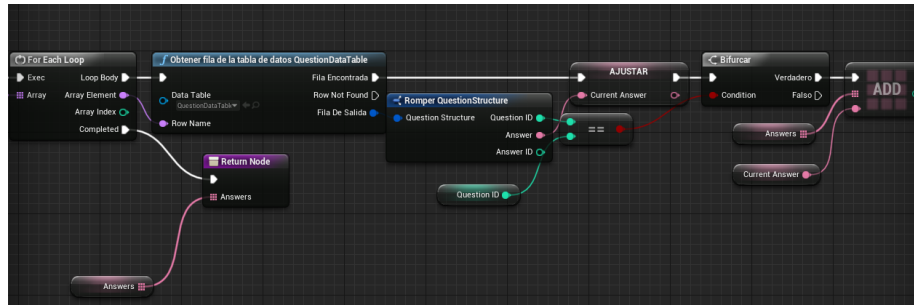 For Each Loop
Exec
Loop Body
Array
Array Element
Array Index
Completed
Obtener fila de la tabla de datos QuestionDataTable
Fila Encontrada
Data Table
Row Not Found
QuestionDataTable
Fila De Salida
Row Name
Return Node
Answers
Answers
Romper QuestionStructure
Question Structure
Question ID
Answer
Answer ID
Question ID
==
AJUSTAR
Current Answer
Bifurcar
Verdadero
Condition
Falso
Answers
Current Answer
ADD